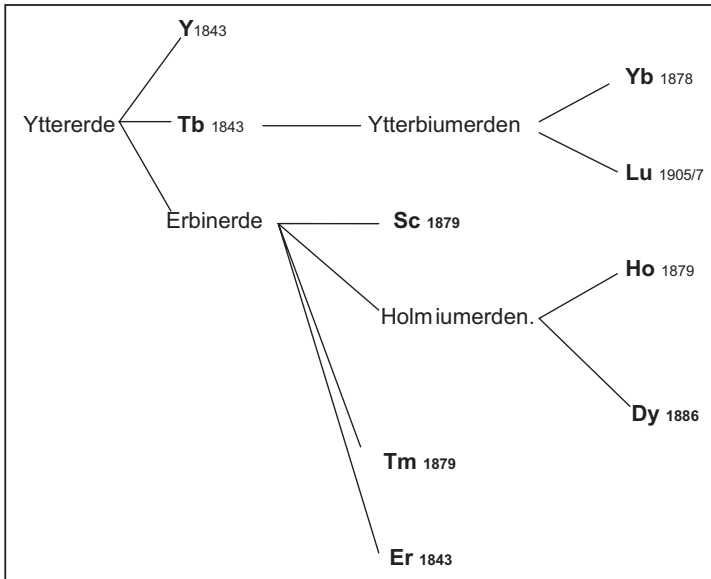 Y 1843
Yb 1878
Yttererde Tb 1843 Ytterbiumerden
Lu 1905/7
Erbinerde Sc 1879
Ho 1879
Holmiumerden.
Dy 1886
Tm 1879
Er 1843